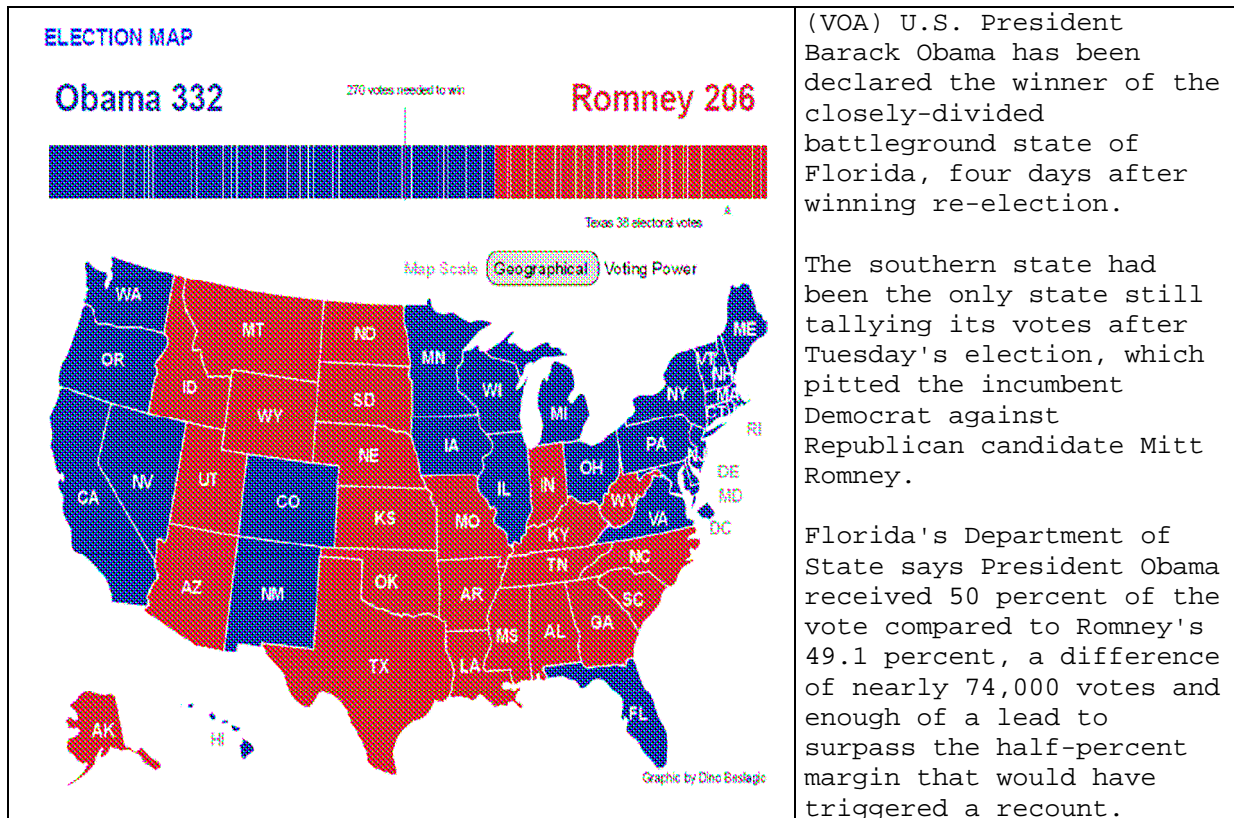 ELECTION MAP
Obama 332
270 votes needed to win
Romney 206
Texas 38 electoral votes
Map Scale Geographical Voting Power
WA
MT
ND
MN
ME
OR
ID
WY
SD
WI
MI
NY
VT
NH
MA
CT
RI
NV
UT
CO
NE
IA
IL
IN
OH
PA
NJ
DE
MD
DC
CA
AZ
NM
KS
MO
KY
WV
VA
OK
AR
TN
NC
SC
TX
LA
MS
AL
GA
FL
AK
HI
Graphic by Dino Beslagic
(VOA) U.S. President
Barack Obama has been
declared the winner of the
closely-divided
battleground state of
Florida, four days after
winning re-election.
The southern state had
been the only state still
tallying its votes after
Tuesday's election, which
pitted the incumbent
Democrat against
Republican candidate Mitt
Romney.
Florida's Department of
State says President Obama
received 50 percent of the
vote compared to Romney's
49.1 percent, a difference
of nearly 74,000 votes and
enough of a lead to
surpass the half-percent
margin that would have
triggered a recount.